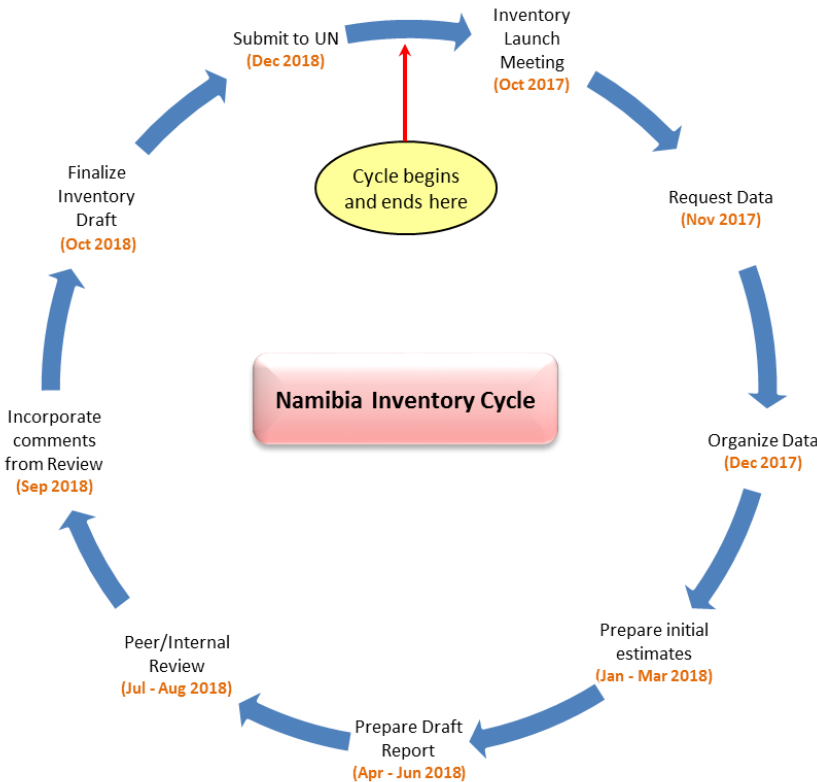 Submit to UN
(Dec 2018)
Inventory
Launch
Meeting
(Oct 2017)
Cycle begins
and ends here
Request Data
(Nov 2017)
Organize Data
(Dec 2017)
Prepare initial
estimates
(Jan - Mar 2018)
Prepare Draft
Report
(Apr - Jun 2018)
Peer/Internal
Review
(Jul - Aug 2018)
Incorporate
comments
from Review
(Sep 2018)
Finalize
Inventory
Draft
(Oct 2018)
Namibia Inventory Cycle